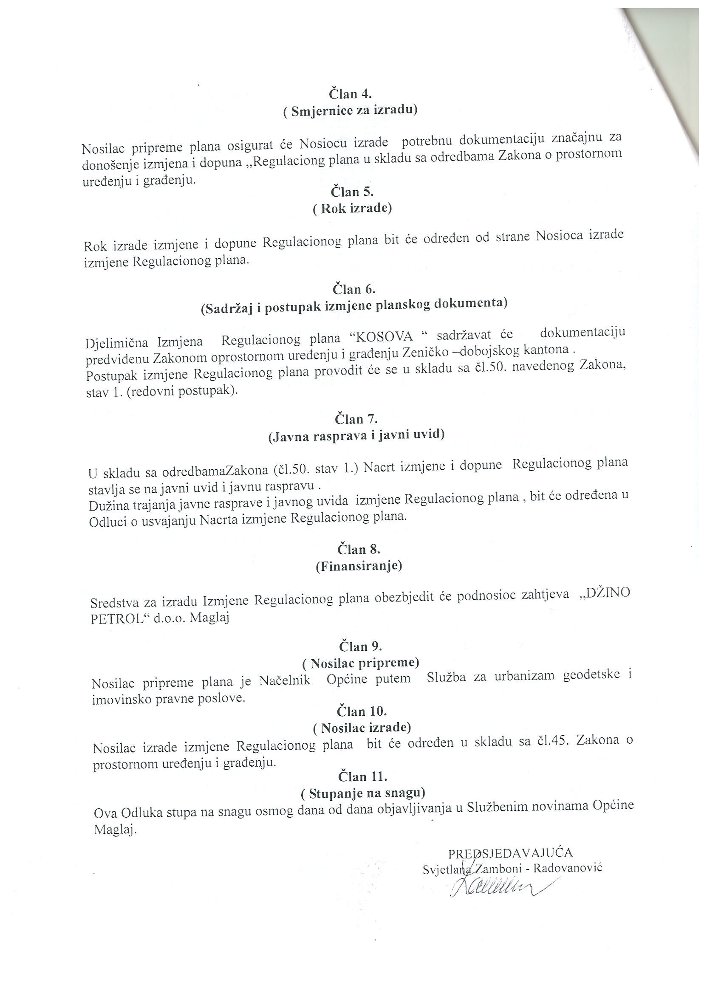 Član 4.
( Smjernice za izradu)
Nosilac pripreme plana osigurat će Nosiocu izrade potrebnu dokumentaciju značajnu za
donošenje izmjena i dopuna ,,Regulaciong plana u skladu sa odredbama Zakona o prostornom
uređenju i građenju.
Član 5.
( Rok izrade)
Rok izrade izmjene i dopune Regulacionog plana bit će određen od strane Nosioca izrade
izmjene Regulacionog plana.
Član 6.
(Sadržaj i postupak izmjene planskog dokumenta)
Djelimična Izmjena Regulacionog plana “KOSOVA “ sadržavat će dokumentaciju
predviđenu Zakonom oprostornom uređenju i građenju Zeničko –dobojskog kantona .
Postupak izmjene Regulacionog plana provodit će se u skladu sa čl.50. navedenog Zakona,
stav 1. (redovni postupak).
Član 7.
(Javna rasprava i javni uvid)
U skladu sa odredbamaZakona (čl.50. stav 1.) Nacrt izmjene i dopune Regulacionog plana
stavlja se na javni uvid i javnu raspravu .
Dužina trajanja javne rasprave i javnog uvida izmjene Regulacionog plana , bit će određena u
Odluci o usvajanju Nacrta izmjene Regulacionog plana.
Član 8.
(Finansiranje)
Sredstva za izradu Izmjene Regulacionog plana obezbjedit će podnosioc zahtjeva „DŽINO
PETROL“ d.o.o. Maglaj
Član 9.
( Nosilac pripreme)
Nosilac pripreme plana je Načelnik Općine putem Služba za urbanizam geodetske i
imovinsko pravne poslove.
Član 10.
( Nosilac izrade)
Nosilac izrade izmjene Regulacionog plana bit će određen u skladu sa čl.45. Zakona o
prostornom uređenju i građenju.
Član 11.
( Stupanje na snagu)
Ova Odluka stupa na snagu osmog dana od dana objavljivanja u Službenim novinama Općine
Maglaj.
PREDSJEDAVAJUĆA
Svjetlana Zamboni - Radovanović